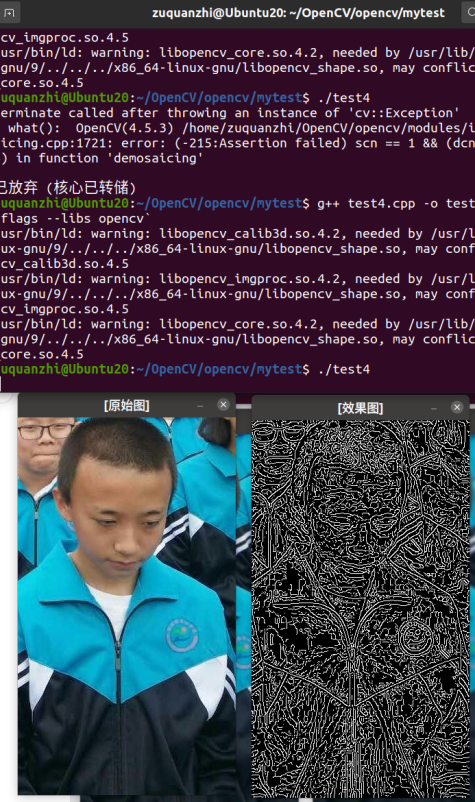 zuquanzhi@Ubuntu20: ~/OpenCV/opencv/mytest
cv_imgproc.so.4.5
usr/bin/ld: warning: libopencv_core.so.4.2, needed by /usr/lib/
gnu/9/../../../x86_64-linux-gnu/libopencv_shape.so, may conflic
core.so.4.5
uquanzhi@Ubuntu20:~/OpenCV/opencv/mytest$ ./test4
erminate called after throwing an instance of 'cv::Exception'
what():  OpenCV(4.5.3) /home/zuquanzhi/OpenCV/opencv/modules/i
icing.cpp:1721: error: (-215:Assertion failed) scn == 1 && (dcn
) in function 'demosaicing'
已放弃 (核心已转储)
uquanzhi@Ubuntu20:~/OpenCV/opencv/mytest$ g++ test4.cpp -o test
flags --libs opencv`
usr/bin/ld: warning: libopencv_calib3d.so.4.2, needed by /usr/l
ux-gnu/9/../../../x86_64-linux-gnu/libopencv_shape.so, may conf
cv_calib3d.so.4.5
usr/bin/ld: warning: libopencv_imgproc.so.4.2, needed by /usr/l
ux-gnu/9/../../../x86_64-linux-gnu/libopencv_shape.so, may conf
cv_imgproc.so.4.5
usr/bin/ld: warning: libopencv_core.so.4.2, needed by /usr/lib/
gnu/9/../../../x86_64-linux-gnu/libopencv_shape.so, may conflic
core.so.4.5
uquanzhi@Ubuntu20:~/OpenCV/opencv/mytest$ ./test4
[原始图]
[效果图]